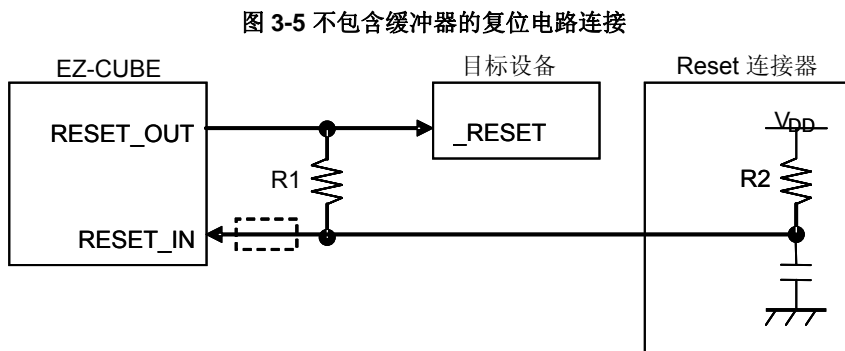 图 3-5 不包含缓冲器的复位电路连接
EZ-CUBE
目标设备
Reset 连接器
RESET_OUT
_RESET
VDD
R1
R2
RESET_IN